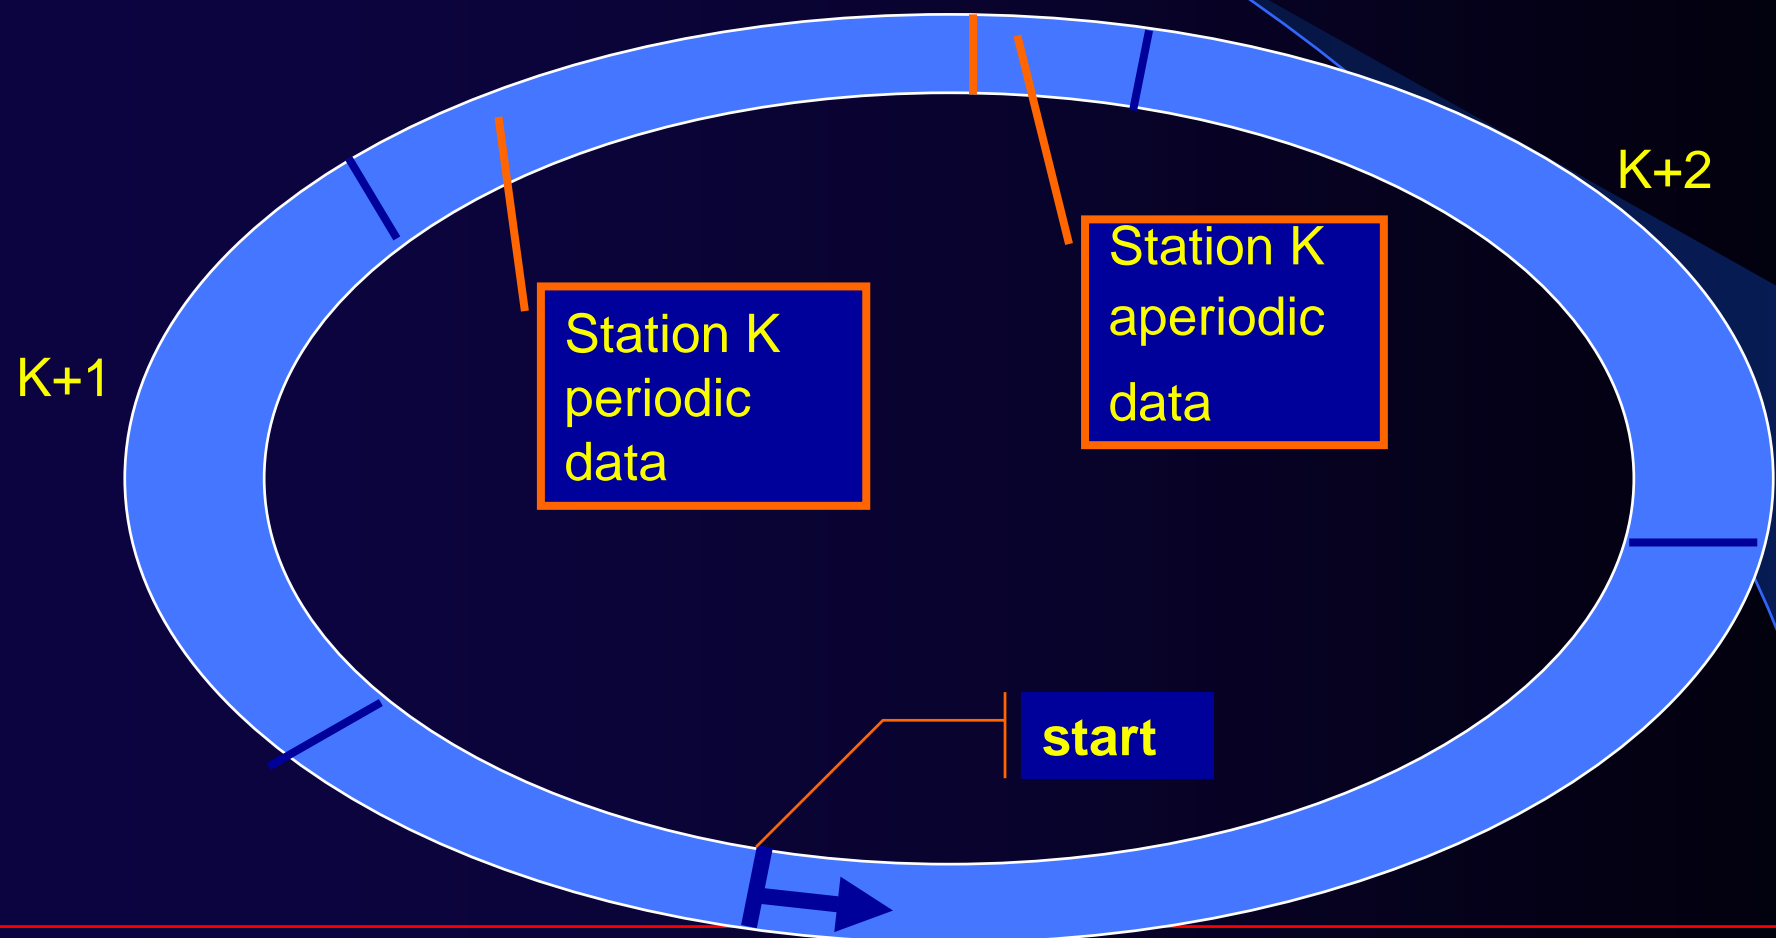 K+2
Station K
aperiodic
data
Station K
periodic
data
K+1
start